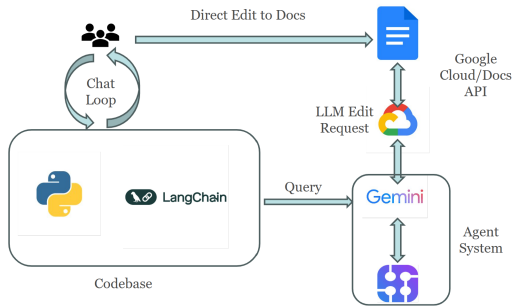 Direct Edit to Docs
Google
Cloud/Docs
API
Chat
Loop
LLM Edit
Request
LangChain
Query
Gemini
Agent
System
Codebase